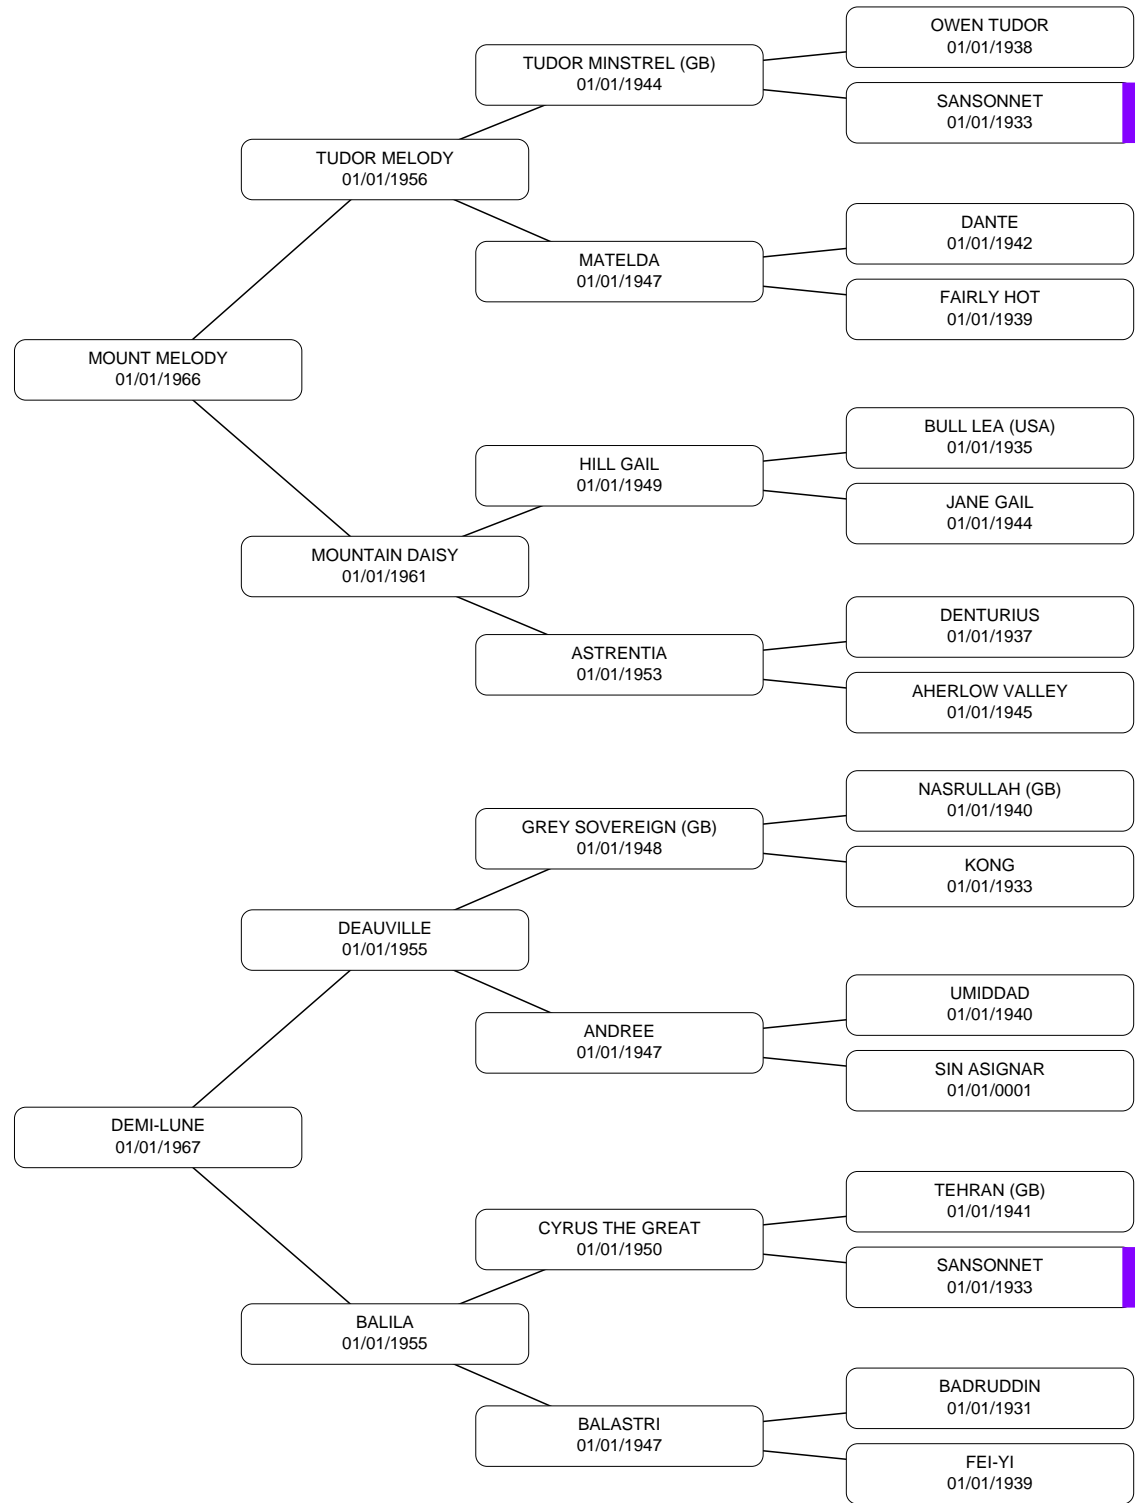 OWEN TUDOR
01/01/1938
TUDOR MINSTREL (GB)
01/01/1944
SANSONNET
01/01/1933
TUDOR MELODY
01/01/1956
DANTE
01/01/1942
MATELDA
01/01/1947
FAIRLY HOT
01/01/1939
MOUNT MELODY
01/01/1966
BULL LEA (USA)
01/01/1935
HILL GAIL
01/01/1949
JANE GAIL
01/01/1944
MOUNTAIN DAISY
01/01/1961
DENTURIUS
01/01/1937
ASTRENTIA
01/01/1953
AHERLOW VALLEY
01/01/1945
NASRULLAH (GB)
01/01/1940
GREY SOVEREIGN (GB)
01/01/1948
KONG
01/01/1933
DEAUVILLE
01/01/1955
UMIDDAD
01/01/1940
ANDREE
01/01/1947
SIN ASIGNAR
01/01/0001
DEMI-LUNE
01/01/1967
TEHRAN (GB)
01/01/1941
CYRUS THE GREAT
01/01/1950
SANSONNET
01/01/1933
BALILA
01/01/1955
BADRUDDIN
01/01/1931
BALASTRI
01/01/1947
FEI-YI
01/01/1939